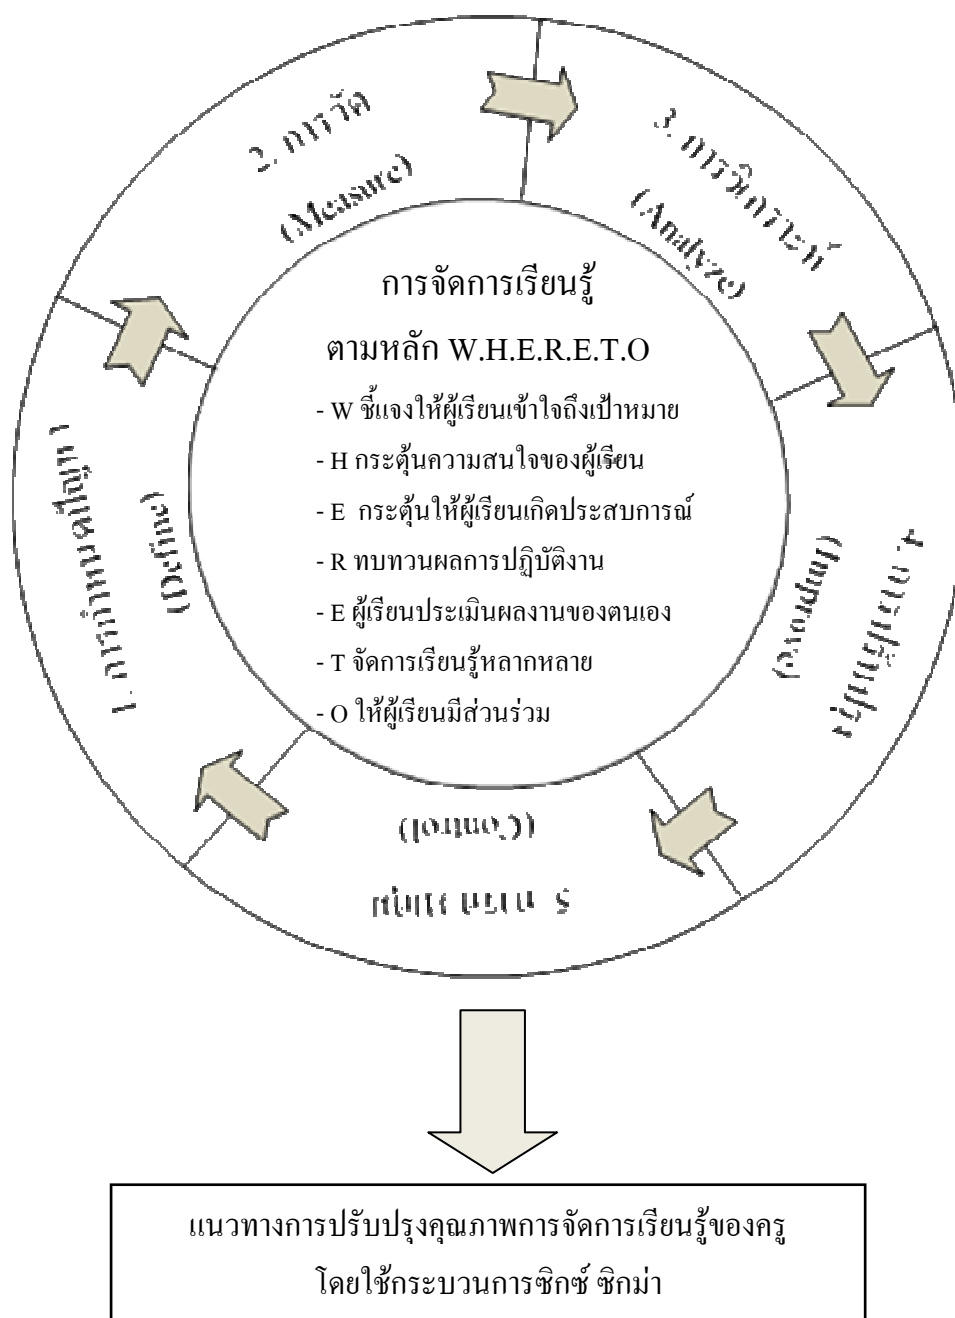 2. การวัด
(Measure)
3. การวิเคราะห์
(Analyze)
4. การปรับปรุง
(Improve)
5. การควบคุม
(Control)
1. การกำหนดปัญหา
(Define)
การจัดการเรียนรู้
ตามหลัก W.H.E.R.E.T.O
- W ชี้แจงให้ผู้เรียนเข้าใจถึงเป้าหมาย
- H กระตุ้นความสนใจของผู้เรียน
- E กระตุ้นให้ผู้เรียนเกิดประสบการณ์
- R ทบทวนผลการปฏิบัติงาน
- E ผู้เรียนประเมินผลงานของตนเอง
- T จัดการเรียนรู้หลากหลาย
- O ให้ผู้เรียนมีส่วนร่วม
แนวทางการปรับปรุงคุณภาพการจัดการเรียนรู้ของครู
โดยใช้กระบวนการซิกซ์ ซิกม่า